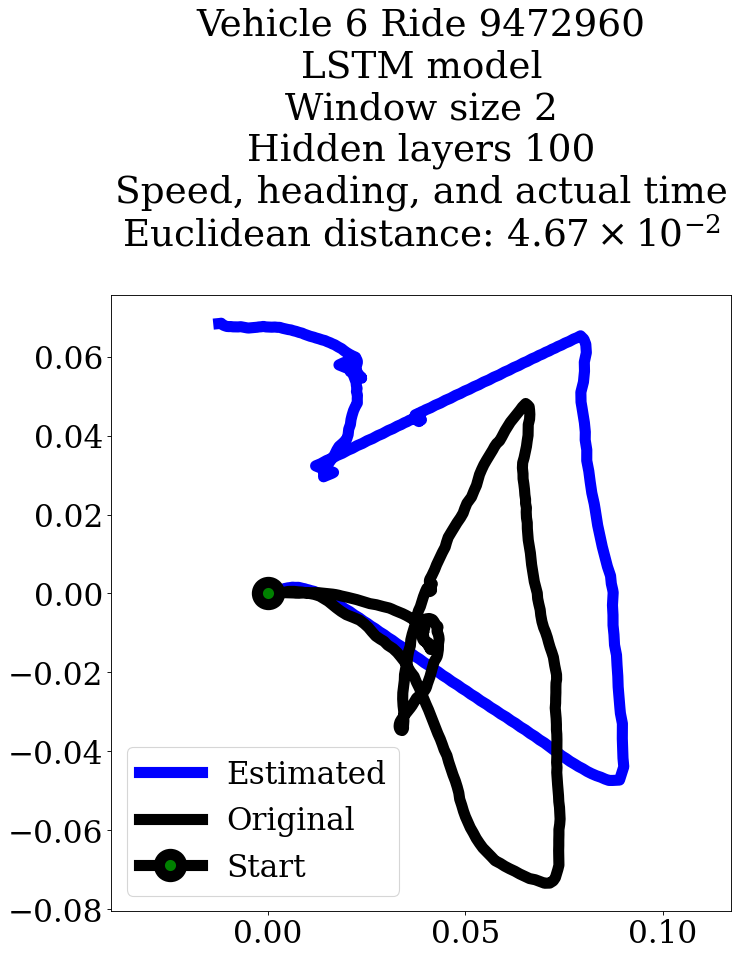 Vehicle 6 Ride 9472960
LSTM model
Window size 2
Hidden layers 100
Speed, heading, and actual time
Euclidean distance: 4.67 × 10⁻²
0.06
0.04
0.02
0.00
−0.02
−0.04
−0.06
−0.08
Estimated
Original
Start
0.00 0.05 0.10